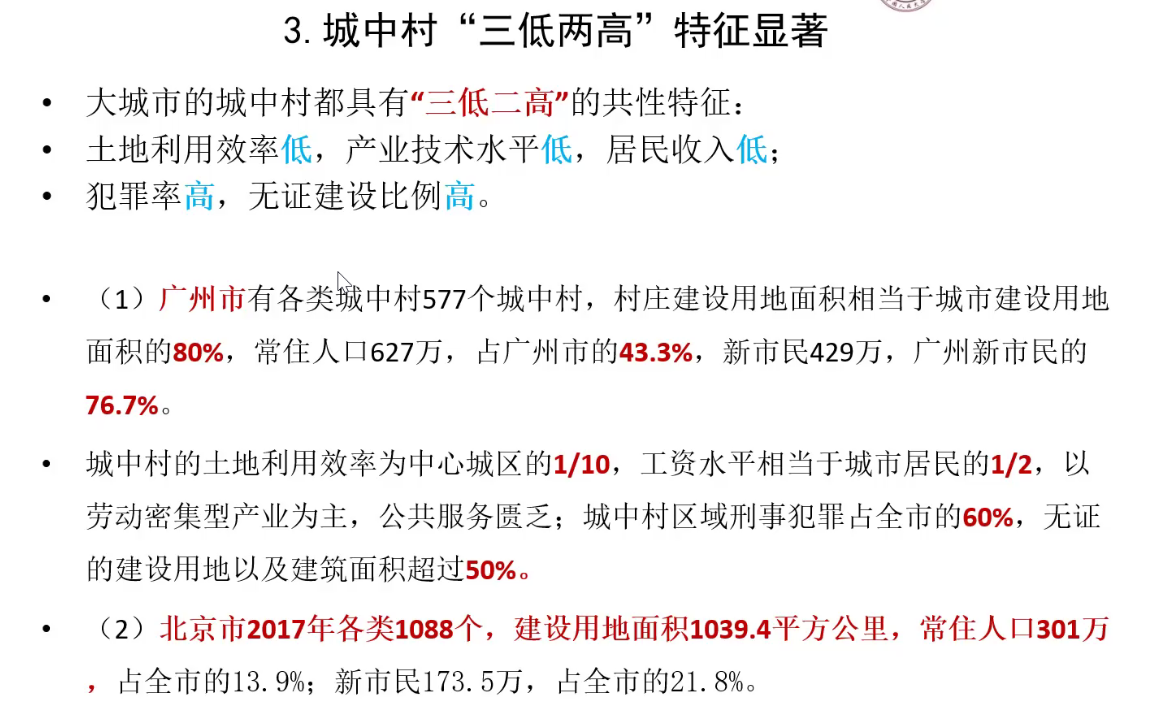 3.城中村“三低两高”特征显著
• 大城市的城中村都具有“三低二高”的共性特征：
• 土地利用效率低，产业技术水平低，居民收入低；
• 犯罪率高，无证建设比例高。
• （1）广州市有各类城中村577个城中村，村庄建设用地面积相当于城市建设用地
面积的80%，常住人口627万，占广州市的43.3%，新市民429万，广州新市民的
76.7%。
• 城中村的土地利用效率为中心城区的1/10，工资水平相当于城市居民的1/2，以
劳动密集型产业为主，公共服务匮乏；城中村区域刑事犯罪占全市的60%，无证
的建设用地以及建筑面积超过50%。
• （2）北京市2017年各类1088个，建设用地面积1039.4平方公里，常住人口301万
，占全市的13.9%；新市民173.5万，占全市的21.8%。